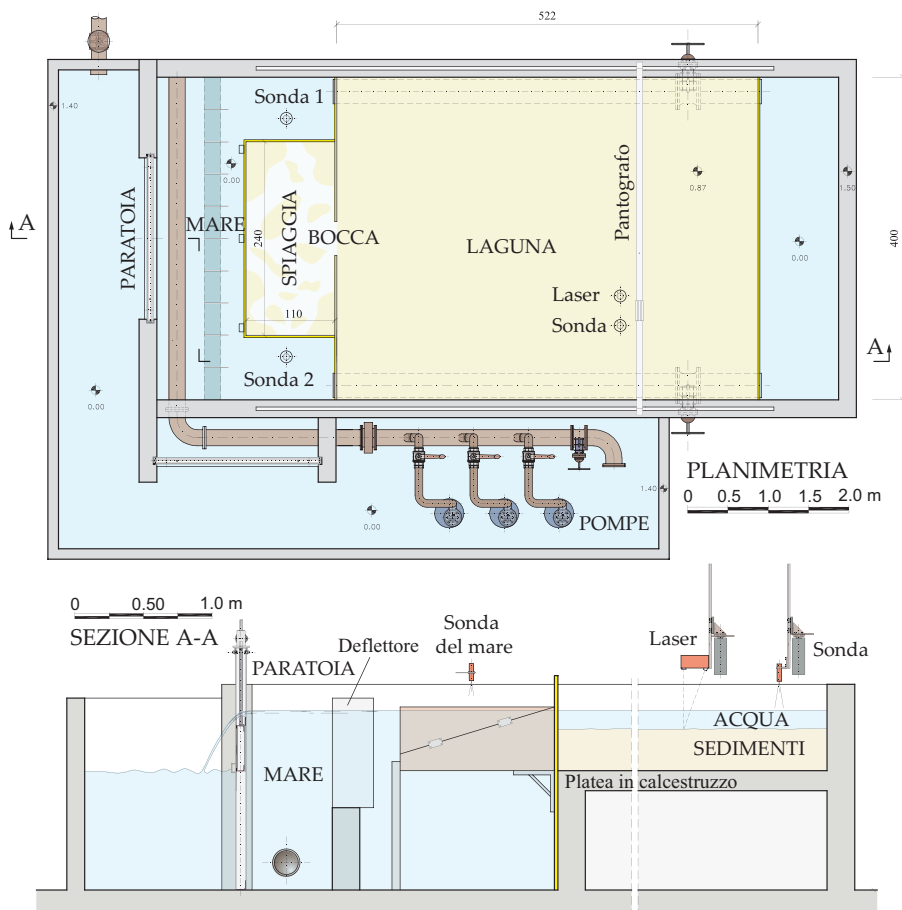 522
Sonda 1
1.40
Pantografo
0.00
0.87
1.50
A
PARATOIA
MARE
240
SPIAGGIA
BOCCA
LAGUNA
0.00
400
Laser
110
Sonda
A
Sonda 2
0.00
PLANIMETRIA
1.40
0 0.5 1.0 1.5 2.0 m
0.00
POMPE
0 0.50 1.0 m
SEZIONE A-A
Sonda
del mare
Deflettore
Laser
Sonda
PARATOIA
ACQUA
SEDIMENTI
MARE
Platea in calcestruzzo